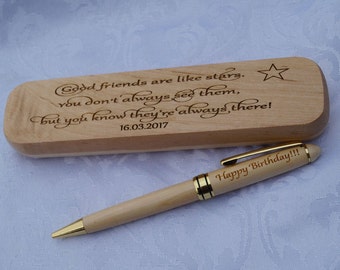 Good friends are like stars.
you don't always see them,
but you know they're always there!
16.03.2017
Happy Birthday!!!